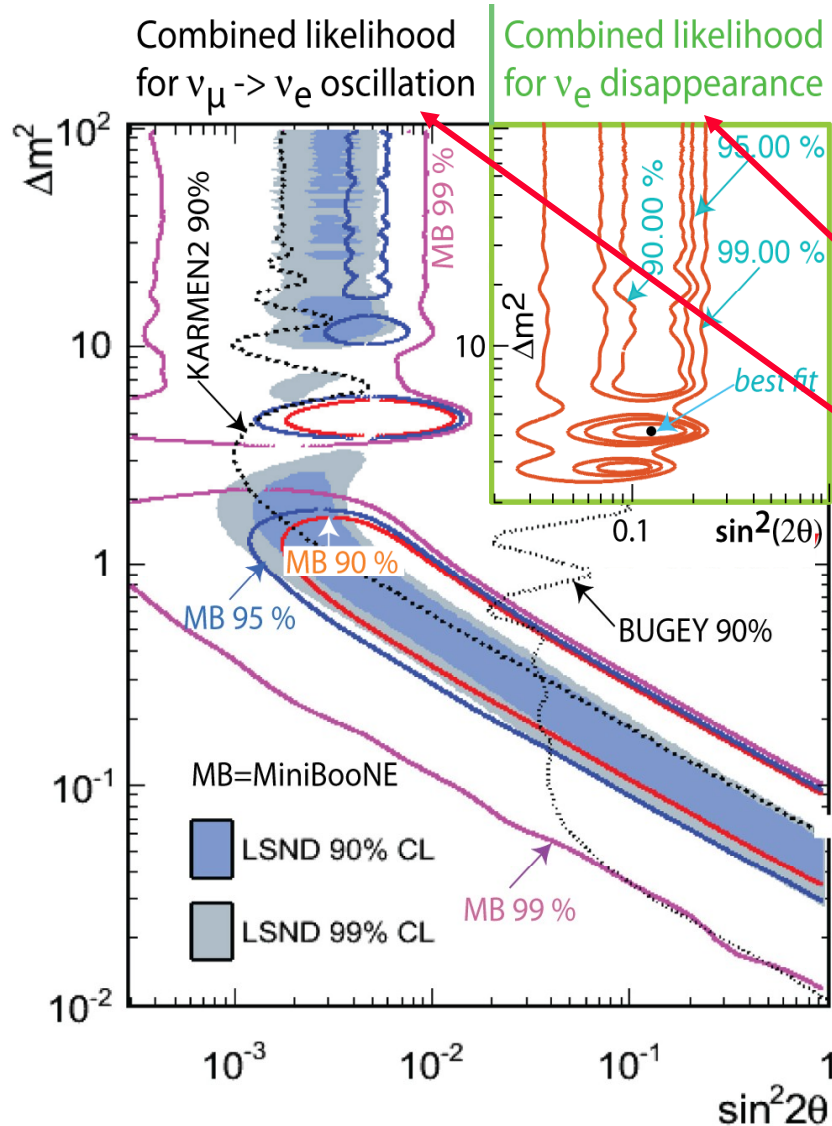 Combined likelihood
for νμ -> νe oscillation
Combined likelihood
for νe disappearance
Δm²
10²
10
1
10⁻¹
10⁻²
KARMEN2 90%
MB 99 %
90.00 %
95.00 %
99.00 %
10
Δm²
best fit
0.1
sin²(2θ)
MB 90 %
MB 95 %
BUGEY 90%
MB=MiniBooNE
LSND 90% CL
LSND 99% CL
MB 99 %
10⁻³
10⁻²
10⁻¹
1
sin²2θ